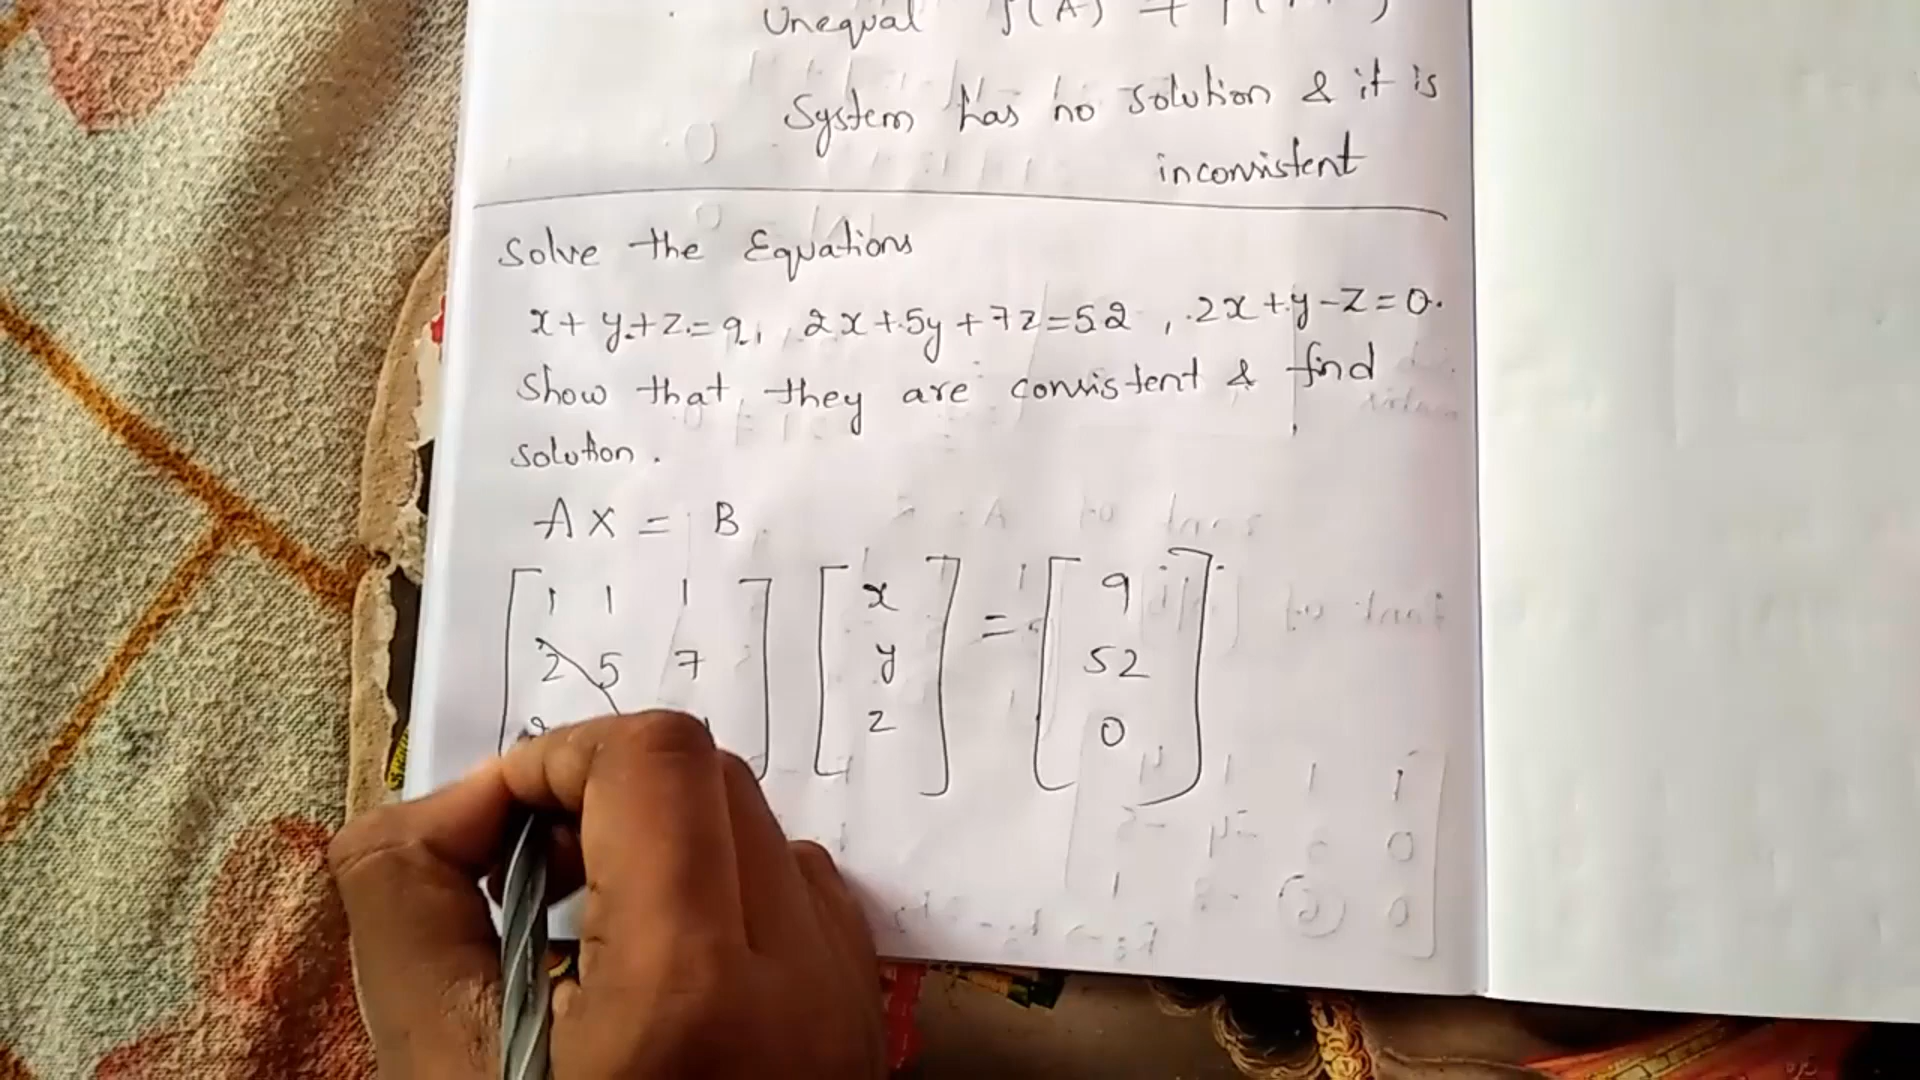 Unequal
System has no solution & it is
inconsistent
Solve the Equations
x + y + z = 9, 2x + 5y + 7z = 52, 2x + y - z = 0.
Show that they are consistent & find
solution.
AX = B
1 1 1 x = 9
2 5 7 y 52
2 z 0